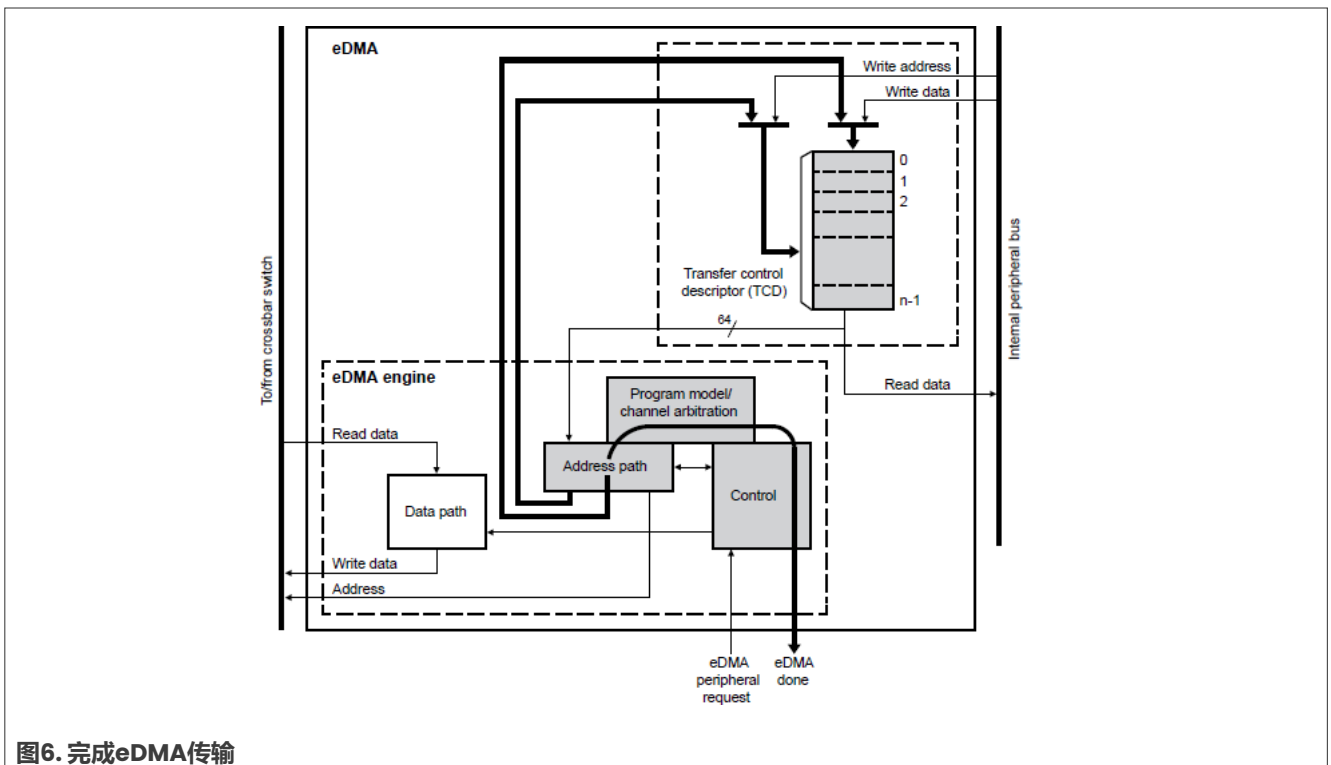 eDMA
Write address
Write data
0
1
2
n-1
Transfer control
descriptor (TCD)
64
To/from crossbar switch
Internal peripheral bus
Read data
eDMA engine
Program model/
channel arbitration
Read data
Address path
Control
Data path
Write data
Address
eDMA
peripheral
request
eDMA
done
图6. 完成eDMA传输